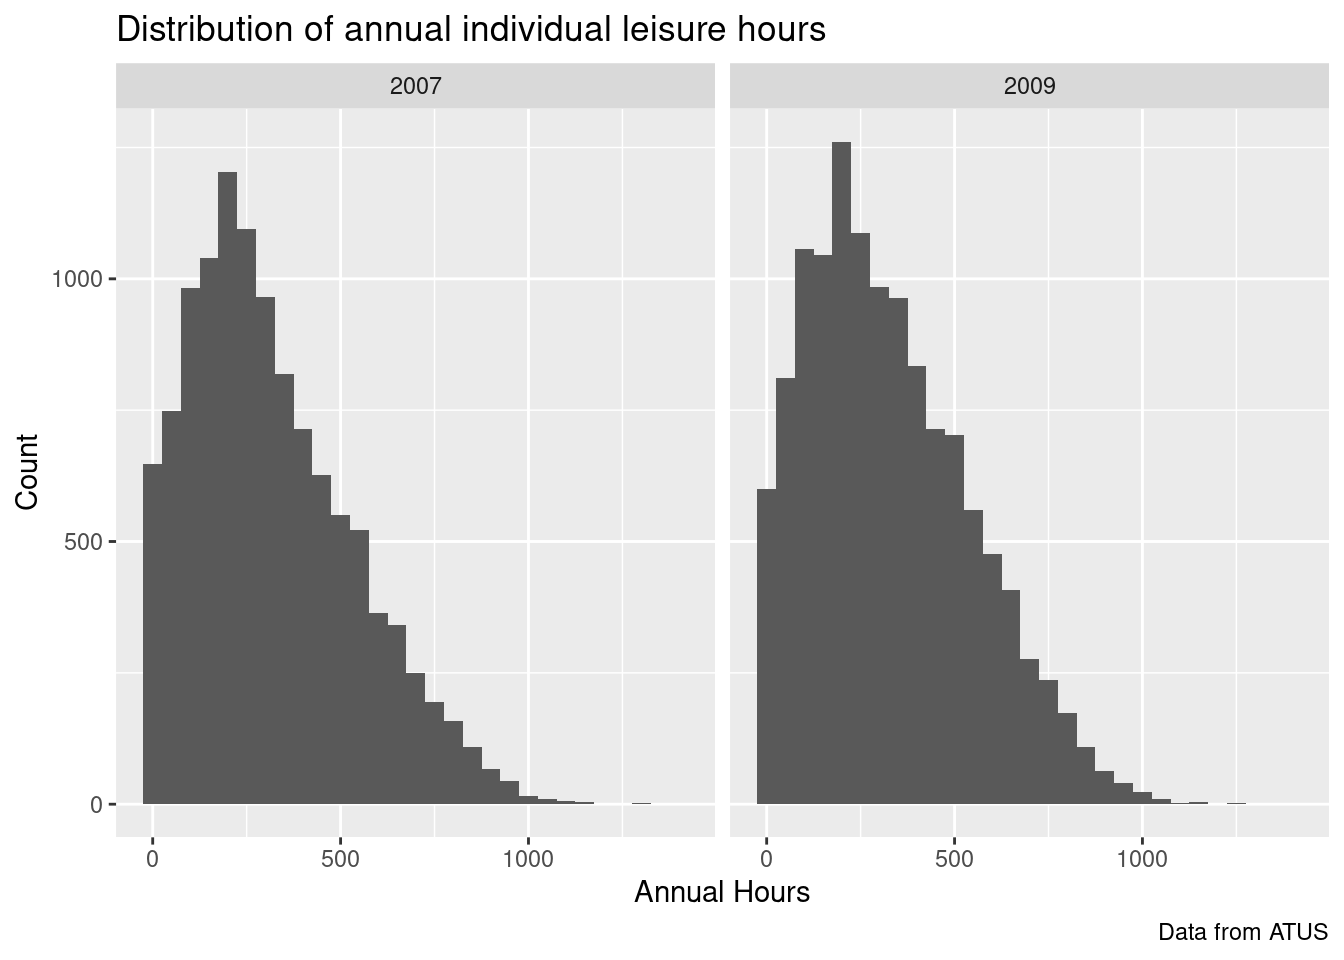 Distribution of annual individual leisure hours
2007 2009
1000
500
0
0 500 1000 0 500 1000
Count
Annual Hours
Data from ATUS